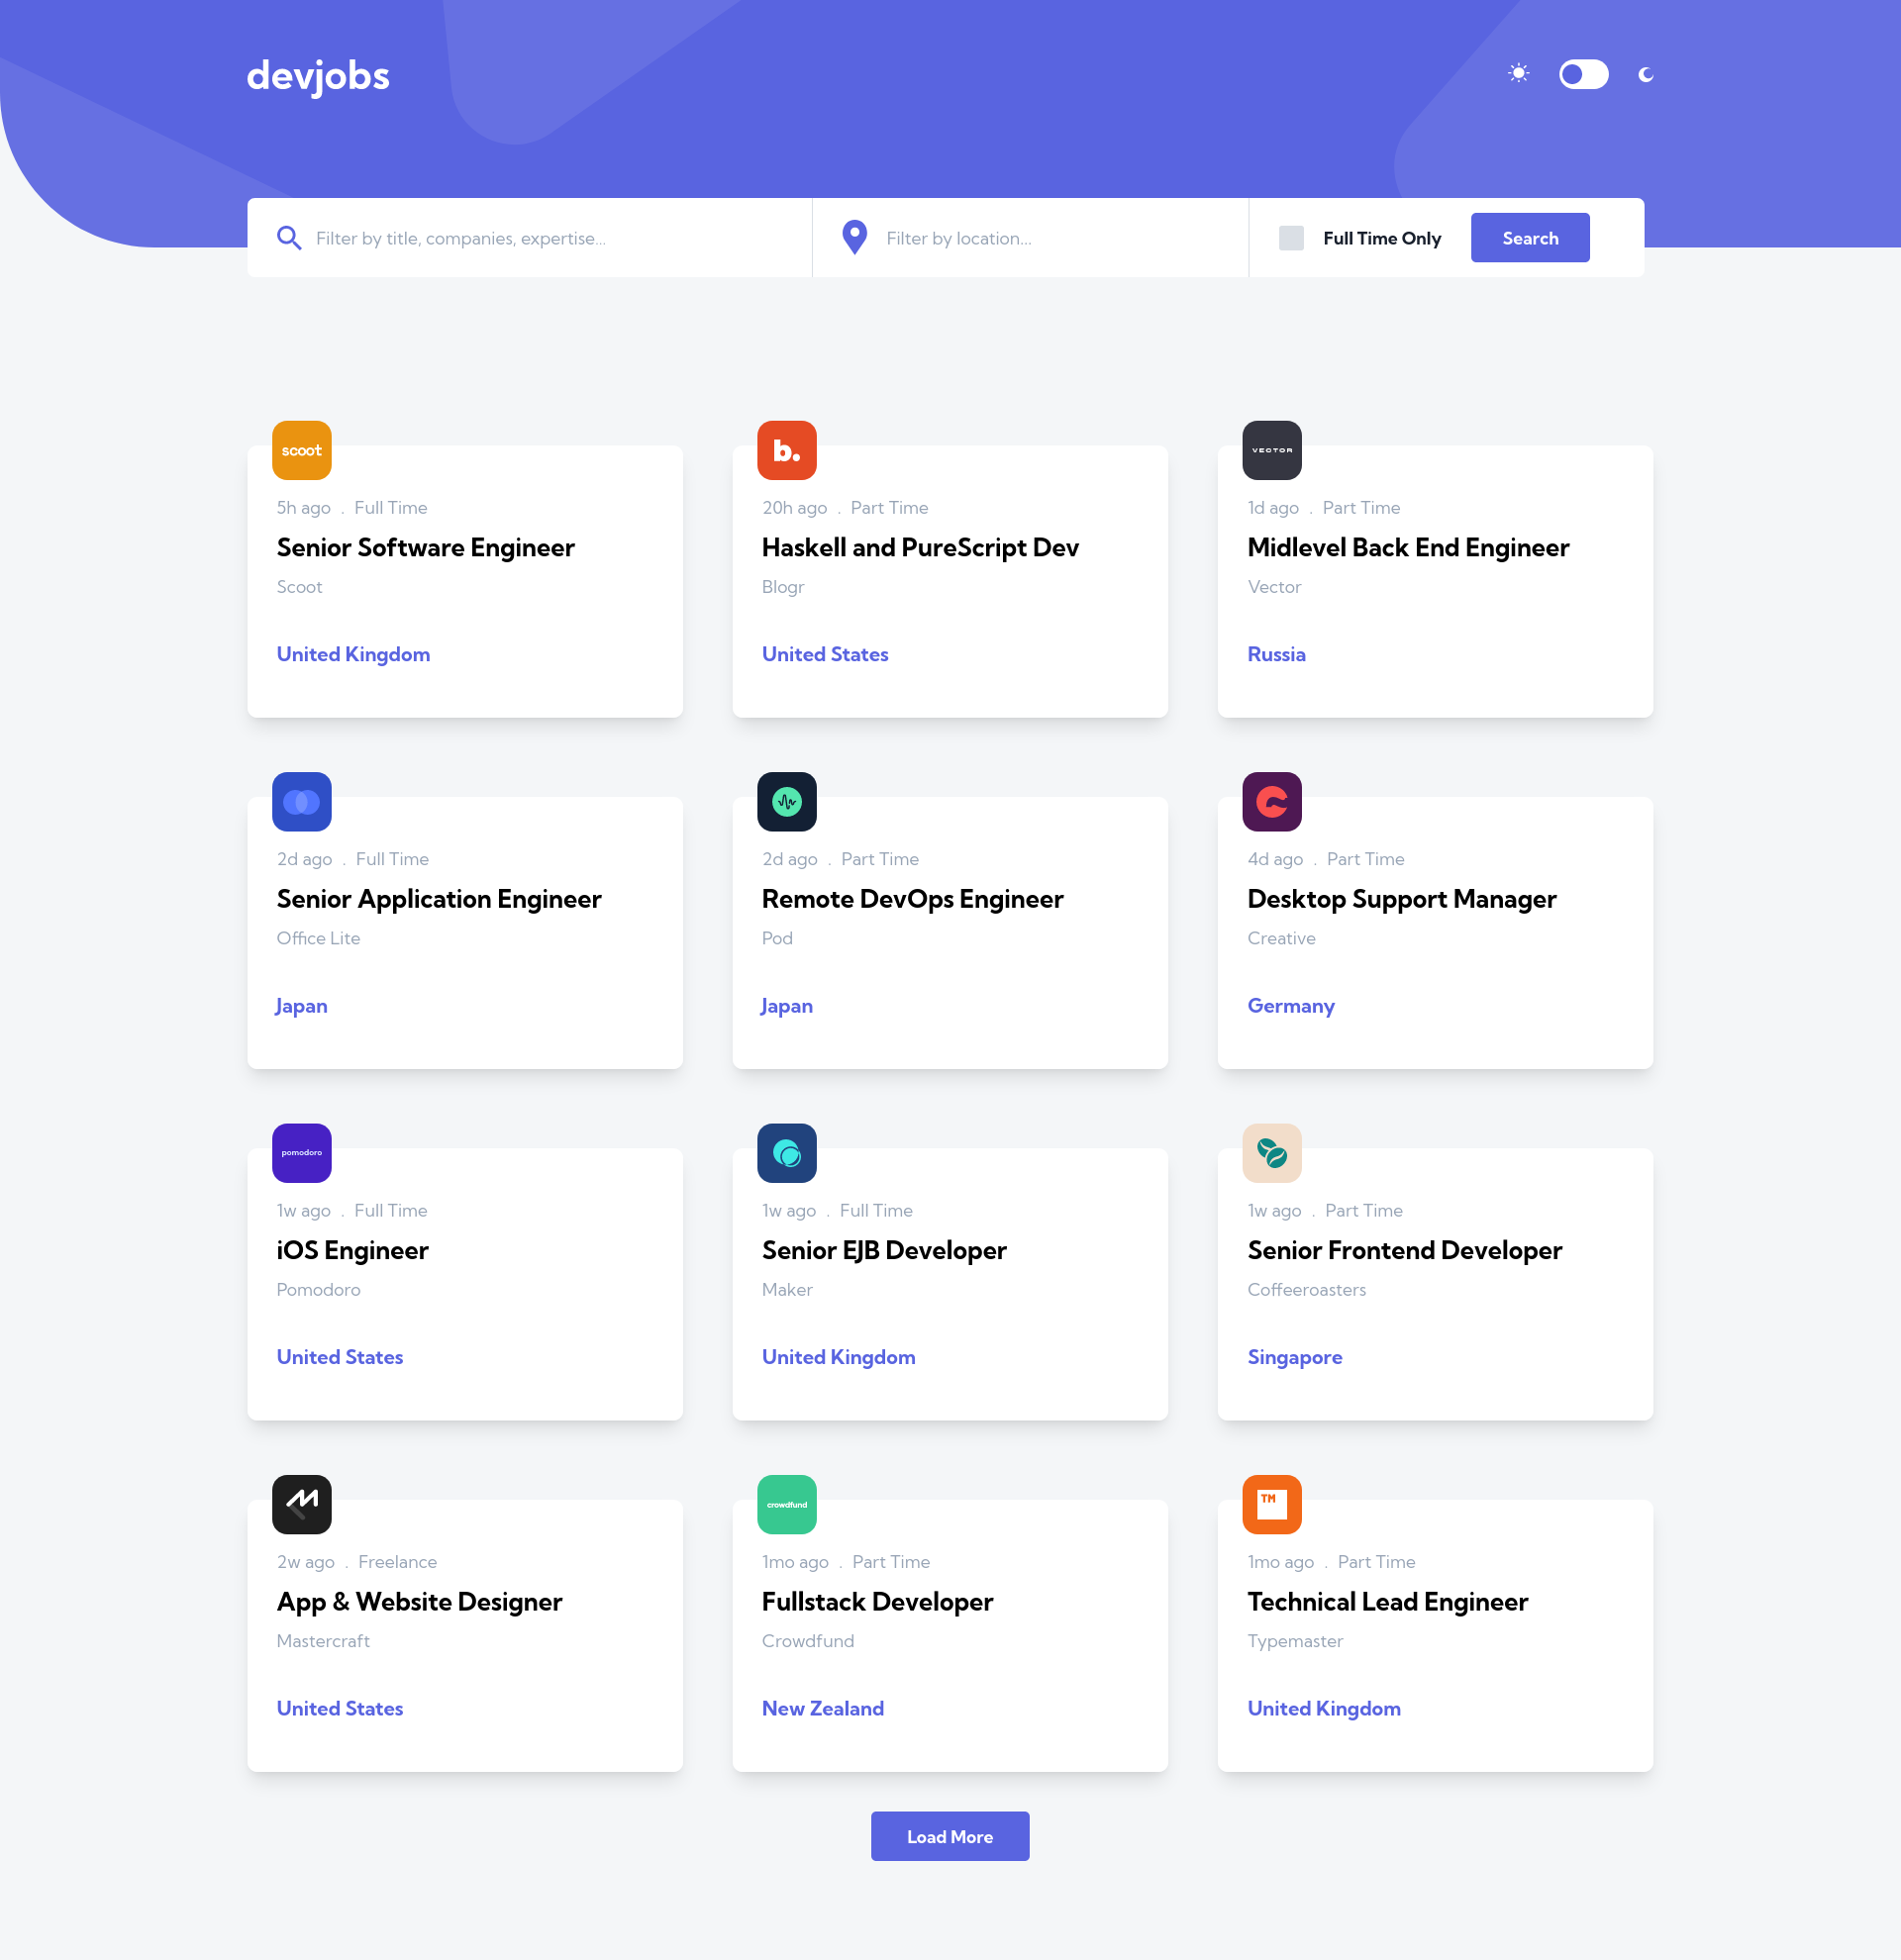 devjobs
Filter by title, companies, expertise...
Filter by location...
Full Time Only
Search
scoot
5h ago . Full Time
Senior Software Engineer
Scoot
United Kingdom
b.
20h ago . Part Time
Haskell and PureScript Dev
Blogr
United States
VECTOR
1d ago . Part Time
Midlevel Back End Engineer
Vector
Russia
2d ago . Full Time
Senior Application Engineer
Office Lite
Japan
2d ago . Part Time
Remote DevOps Engineer
Pod
Japan
4d ago . Part Time
Desktop Support Manager
Creative
Germany
pomodoro
1w ago . Full Time
iOS Engineer
Pomodoro
United States
1w ago . Full Time
Senior EJB Developer
Maker
United Kingdom
1w ago . Part Time
Senior Frontend Developer
Coffeeroasters
Singapore
2w ago . Freelance
App & Website Designer
Mastercraft
United States
crowdfund
1mo ago . Part Time
Fullstack Developer
Crowdfund
New Zealand
TM
1mo ago . Part Time
Technical Lead Engineer
Typemaster
United Kingdom
Load More